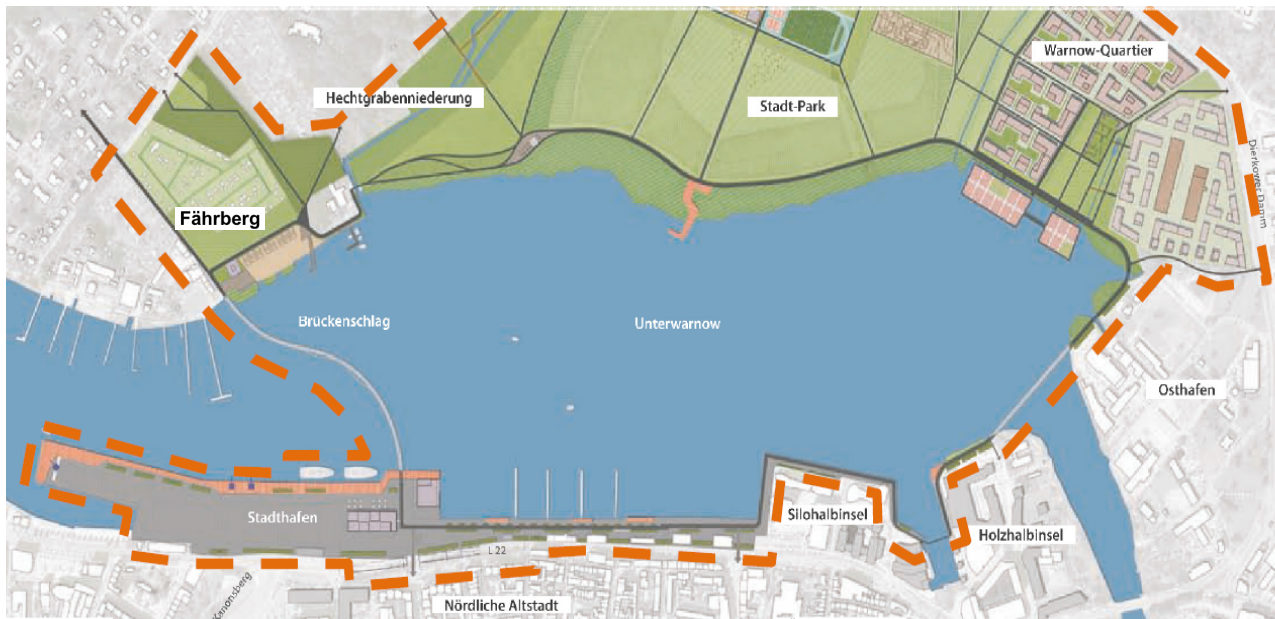 Warnow-Quartier
Hechtgrabenniederung
Stadt-Park
Dierkower Damm
Fährberg
Brückenschlag
Unterwarnow
Osthafen
Stadthafen
Silohalbinsel
Holzhalbinsel
L 22
Kanonsberg
Nördliche Altstadt